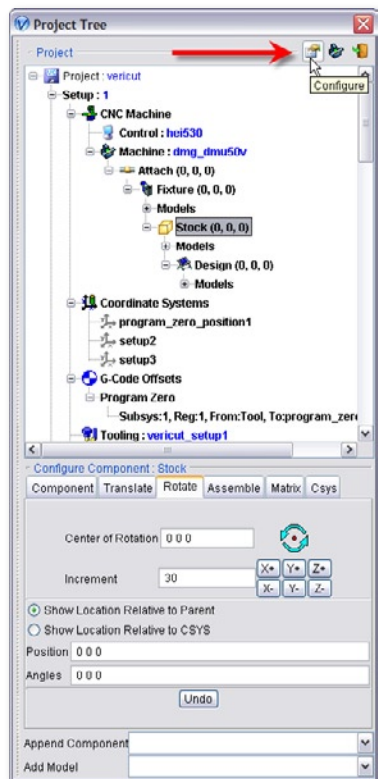 Project Tree
Project
Configure
Project : vericut
Setup : 1
CNC Machine
Control : hei530
Machine : dmg_dmu50v
Attach (0, 0, 0)
Fixture (0, 0, 0)
Models
Stock (0, 0, 0)
Models
Design (0, 0, 0)
Models
Coordinate Systems
program_zero_position1
setup2
setup3
G-Code Offsets
Program Zero
Subsys:1, Reg:1, From:Tool, To:program_zero
Tooling : vericut_setup1
Configure Component : Stock
Component Translate Rotate Assemble Matrix Csys
Center of Rotation 0 0 0
Increment 30 X+ Y+ Z+
X- Y- Z-
Show Location Relative to Parent
Show Location Relative to CSYS
Position 0 0 0
Angles 0 0 0
Undo
Append Component
Add Model